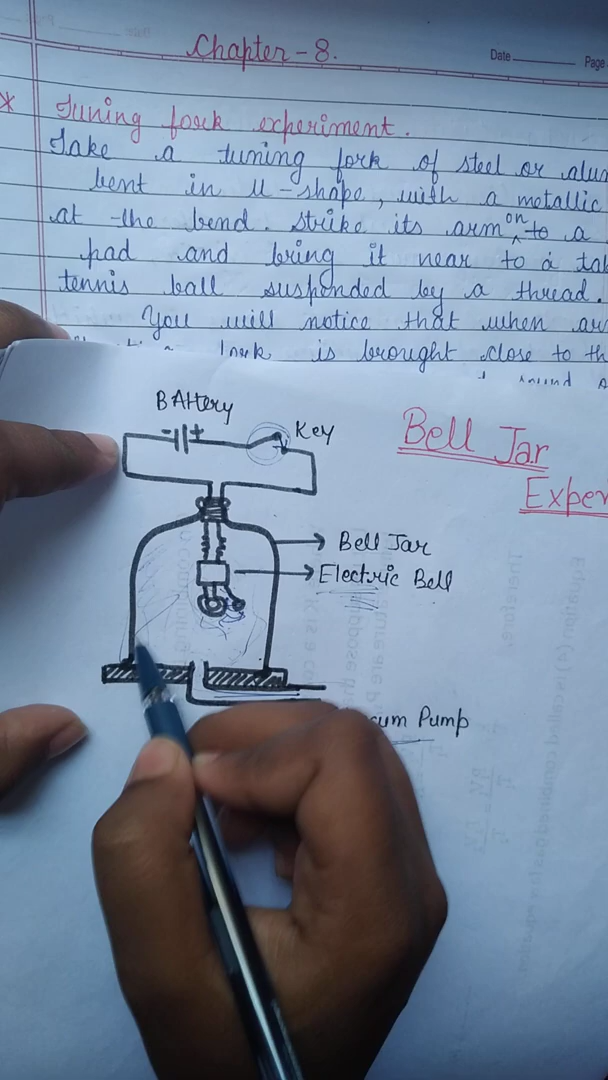 Chapter - 8.
Date
Page
* Tuning fork experiment.
Take a tuning fork of steel or alum
bent in U-shape, with a metallic
at the bend. Strike its arm on to a
pad and bring it near to a tab
tennis ball suspended by a thread.
You will notice that when ar
fork is brought close to th
BAttery
- +
Key
Bell Jar
Exper
Bell Jar
Electric Bell
cum Pump